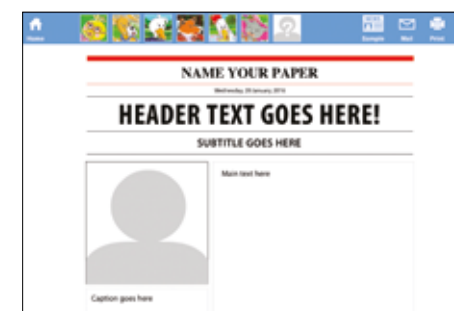 Home
Example
Mail
Print
NAME YOUR PAPER
Wednesday, 20 January, 2016
HEADER TEXT GOES HERE!
SUBTITLE GOES HERE
Main text here
Caption goes here